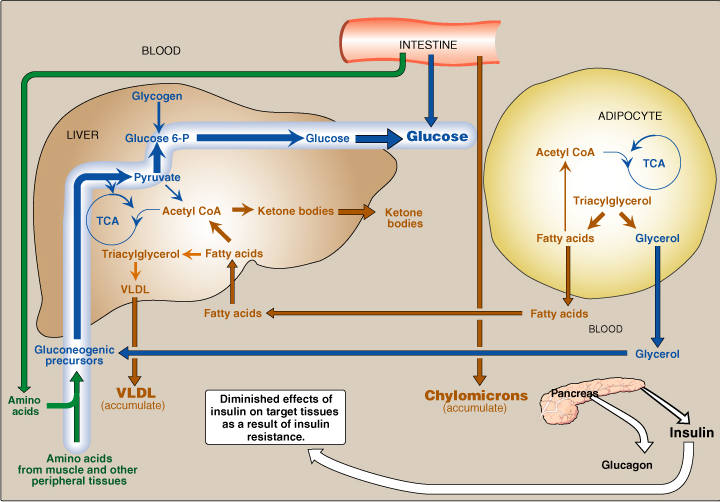 INTESTINE
BLOOD
Glycogen
LIVER
Glucose 6-P
Glucose
Glucose
ADIPOCYTE
Acetyl CoA
TCA
Pyruvate
Triacylglycerol
TCA
Acetyl CoA
Ketone bodies
Ketone
bodies
Fatty acids
Glycerol
Triacylglycerol
Fatty acids
VLDL
Fatty acids
Fatty acids
BLOOD
Gluconeogenic
precursors
Glycerol
Amino
acids
VLDL
(accumulate)
Chylomicrons
(accumulate)
Diminished effects of
insulin on target tissues
as a result of insulin
resistance.
Pancreas
Insulin
Glucagon
Amino acids
from muscle and other
peripheral tissues